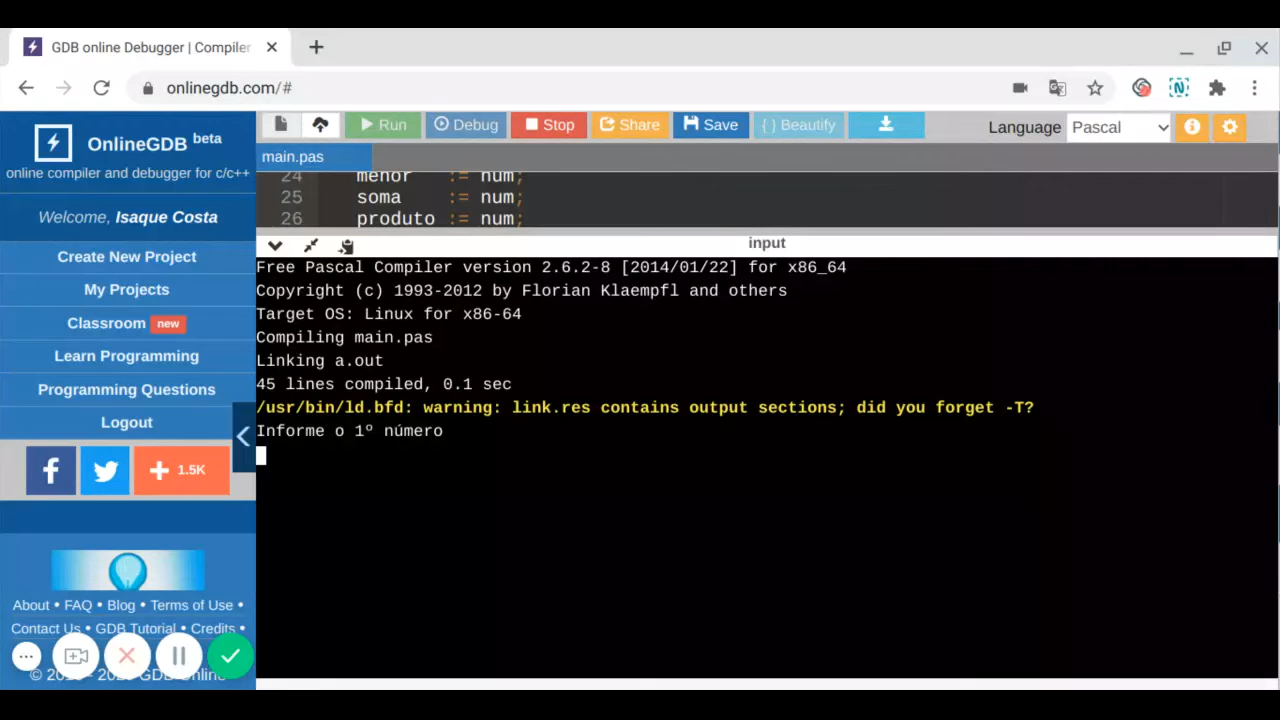 GDB online Debugger | Compiler
onlinegdb.com/#
OnlineGDB beta
online compiler and debugger for c/c++
Welcome, Isaque Costa
Create New Project
My Projects
Classroom new
Learn Programming
Programming Questions
Logout
1.5K
About • FAQ • Blog • Terms of Use •
Contact Us • GDB Tutorial • Credits •
GDB Online
Run Debug Stop Share Save { } Beautify Language Pascal
main.pas
24 menor := num;
25 soma := num;
26 produto := num;
input
Free Pascal Compiler version 2.6.2-8 [2014/01/22] for x86_64
Copyright (c) 1993-2012 by Florian Klaempfl and others
Target OS: Linux for x86-64
Compiling main.pas
Linking a.out
45 lines compiled, 0.1 sec
/usr/bin/ld.bfd: warning: link.res contains output sections; did you forget -T?
Informe o 1º número